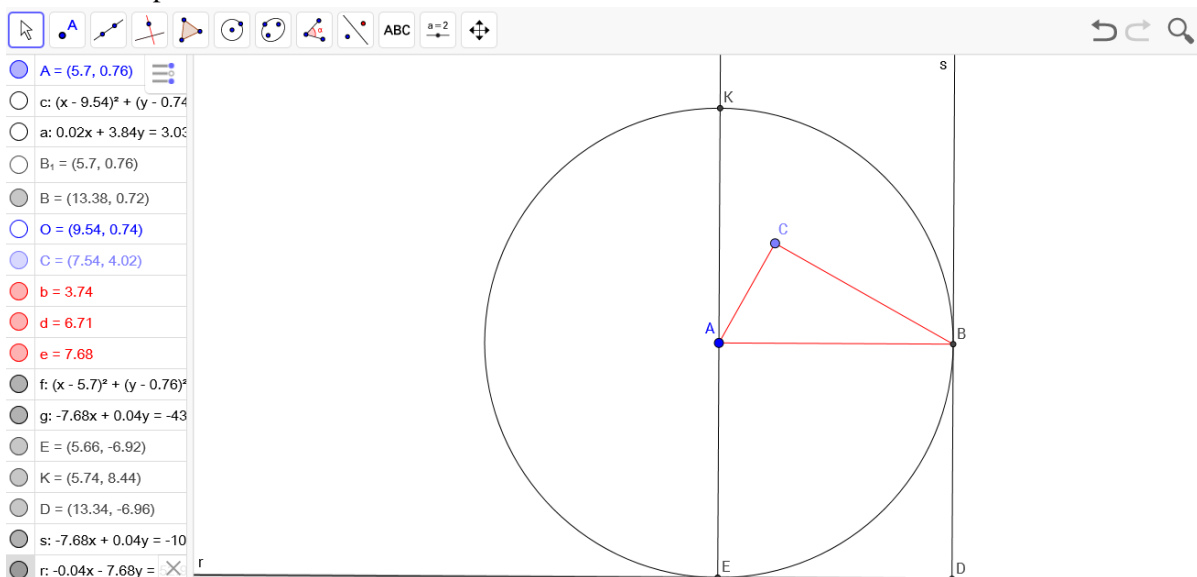 A
α
ABC
a=2
A = (5.7, 0.76)
c: (x - 9.54)² + (y - 0.74
a: 0.02x + 3.84y = 3.03
B₁ = (5.7, 0.76)
B = (13.38, 0.72)
O = (9.54, 0.74)
C = (7.54, 4.02)
b = 3.74
d = 6.71
e = 7.68
f: (x - 5.7)² + (y - 0.76)²
g: -7.68x + 0.04y = -43
E = (5.66, -6.92)
K = (5.74, 8.44)
D = (13.34, -6.96)
s: -7.68x + 0.04y = -10
r: -0.04x - 7.68y =
s
K
C
A
B
r
E
D